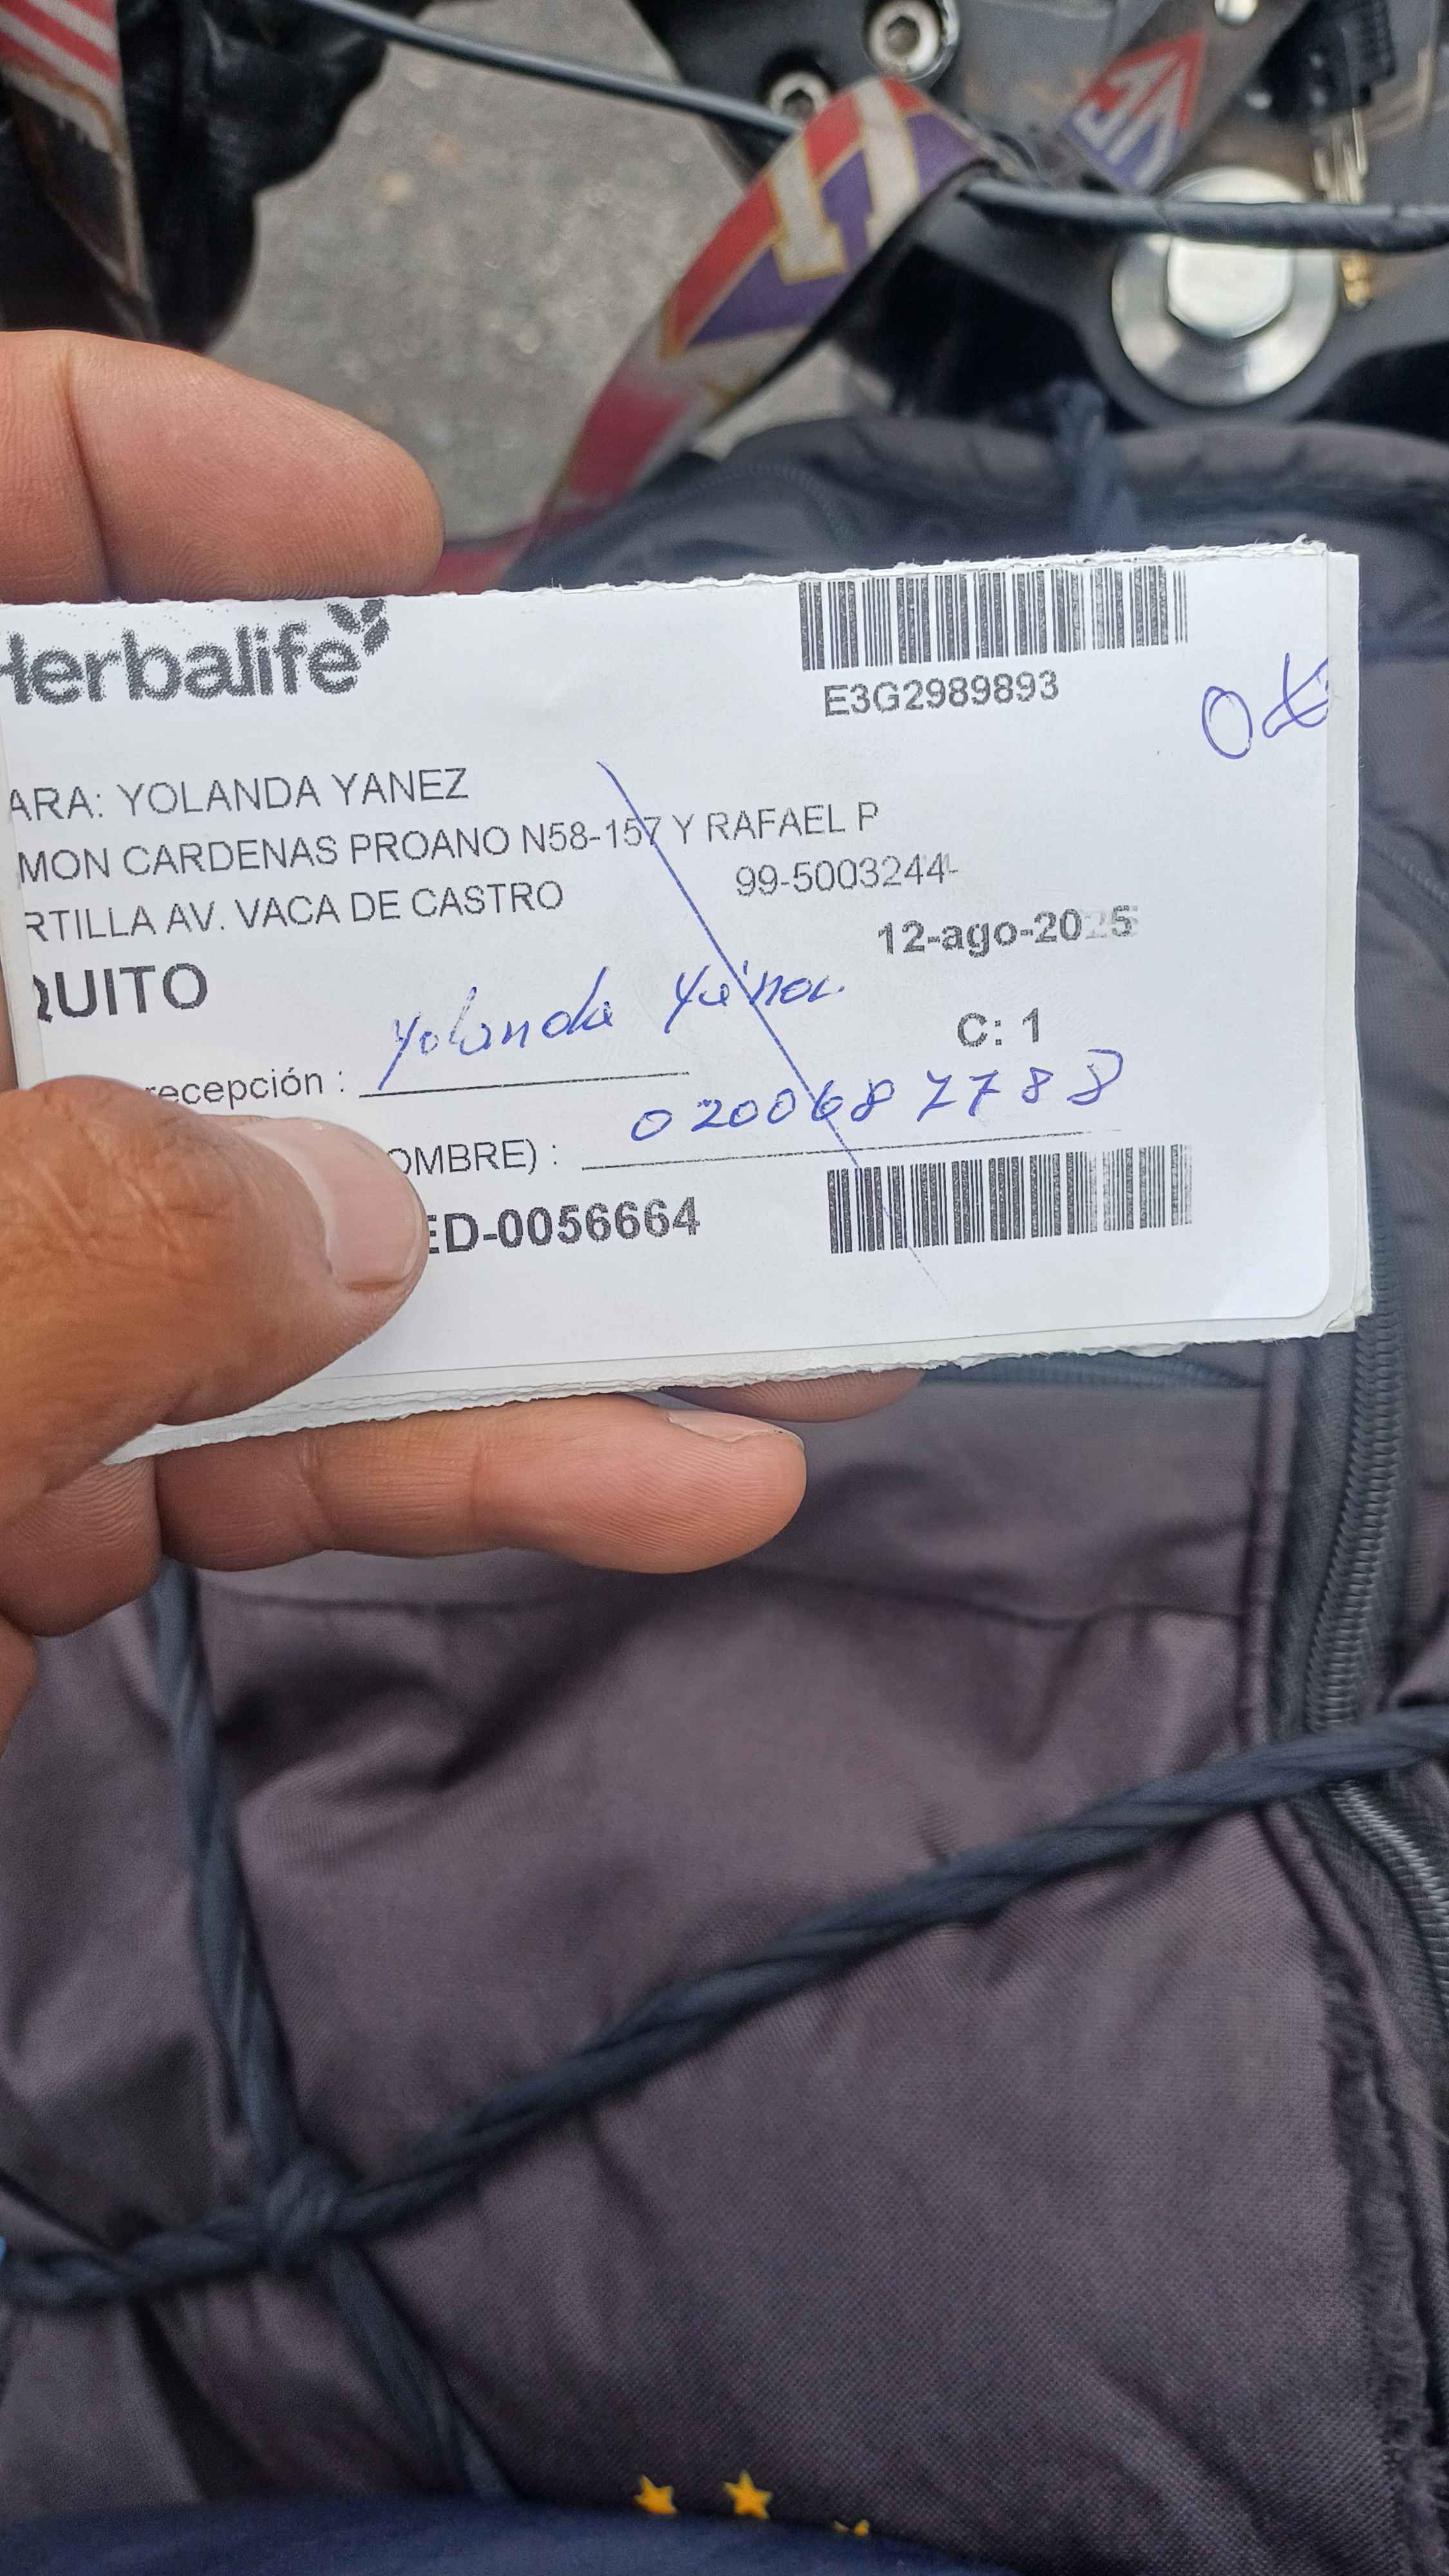 Herbalife
E3G2989893
OK
ARA: YOLANDA YANEZ
MON CARDENAS PROANO N58-157 Y RAFAEL P
RTILLA AV. VACA DE CASTRO
99-5003244-
12-ago-2025
QUITO
Yolanda Yánez
C: 1
recepción :
0200687788
OMBRE) :
ED-0056664